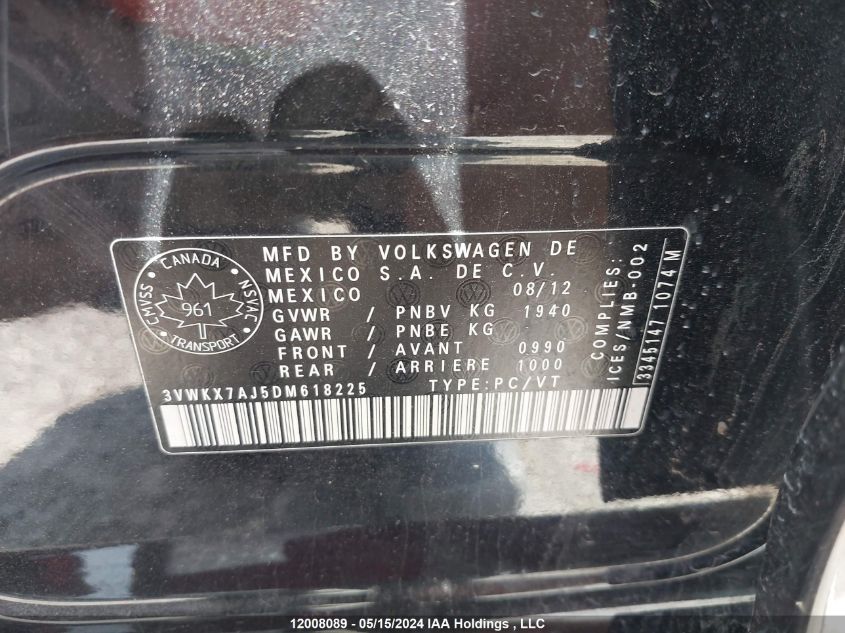 CMVSS · CANADA · NSVAC
961
TRANSPORT
MFD BY VOLKSWAGEN DE
MEXICO S.A. DE C.V.
MEXICO 08/12
GVWR / PNBV KG 1940
GAWR / PNBE KG
FRONT / AVANT 0990
REAR / ARRIERE 1000
3VWKX7AJ5DM618225 TYPE:PC/VT
COMPLIES:
ICES/NMB-002
33451471074M
12008089 - 05/15/2024 IAA Holdings , LLC